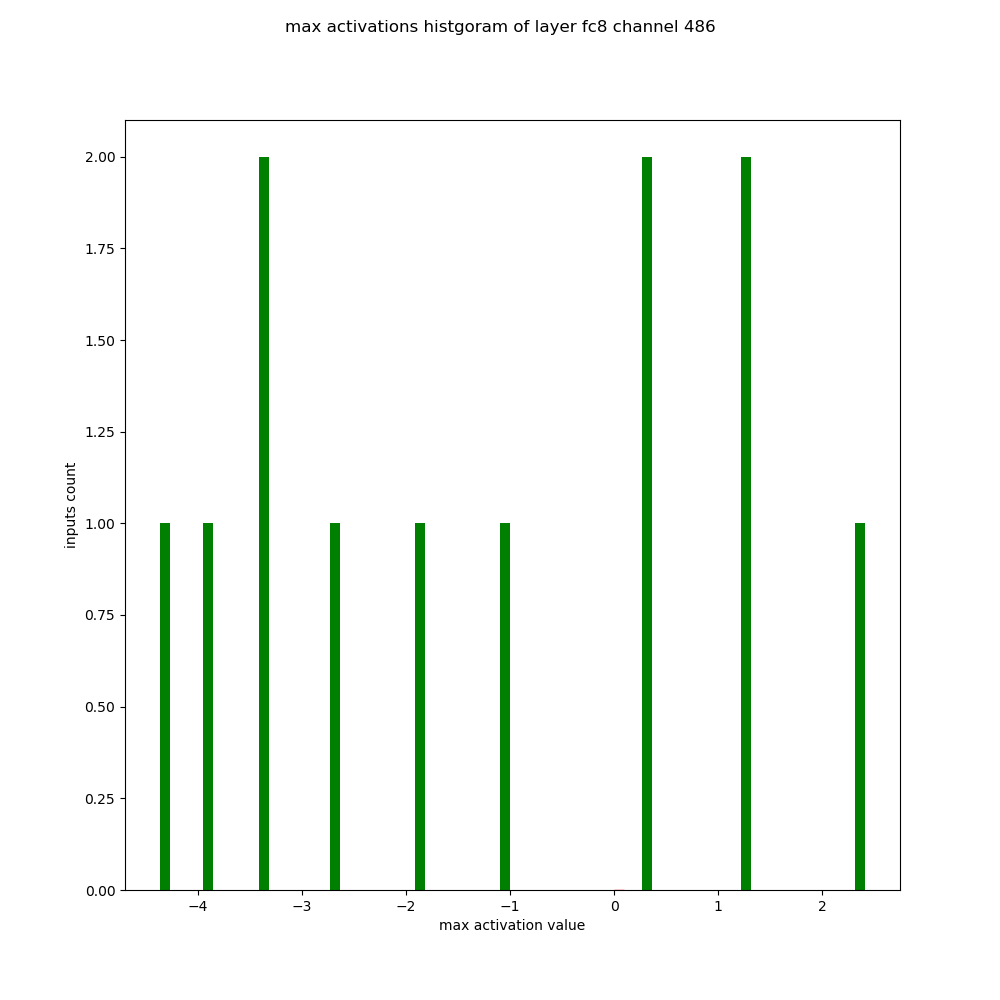 max activations histgoram of layer fc8 channel 486
2.00
1.75
1.50
1.25
1.00
0.75
0.50
0.25
0.00
inputs count
−4 −3 −2 −1 0 1 2
max activation value